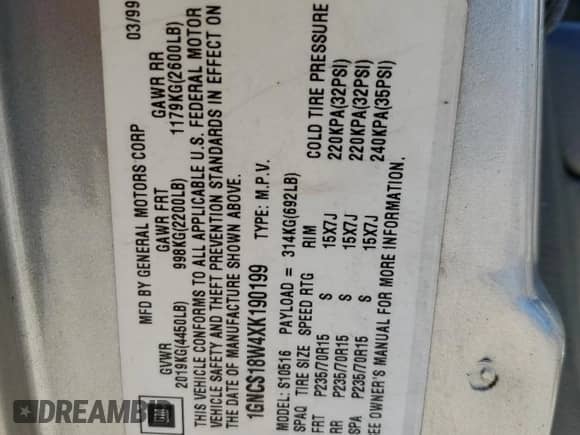 MFD BY GENERAL MOTORS CORP 03/99
GVWR GAWR FRT GAWR RR
2019KG(4450LB) 998KG(2200LB) 1179KG(2600LB)
THIS VEHICLE CONFORMS TO ALL APPLICABLE U.S. FEDERAL MOTOR
VEHICLE SAFETY AND THEFT PREVENTION STANDARDS IN EFFECT ON
THE DATE OF MANUFACTURE SHOWN ABOVE.
1GNCS18W4XK190199 TYPE: M.P.V.
MODEL: S10516 PAYLOAD = 314KG(692LB)
SPAQ TIRE SIZE SPEED RTG RIM COLD TIRE PRESSURE
FRT P235/70R15 S 15X7J 220KPA(32PSI)
RR P235/70R15 S 15X7J 220KPA(32PSI)
SPA P235/70R15 S 15X7J 240KPA(35PSI)
SEE OWNER'S MANUAL FOR MORE INFORMATION.
GM
DEALERSCARFAX.COM